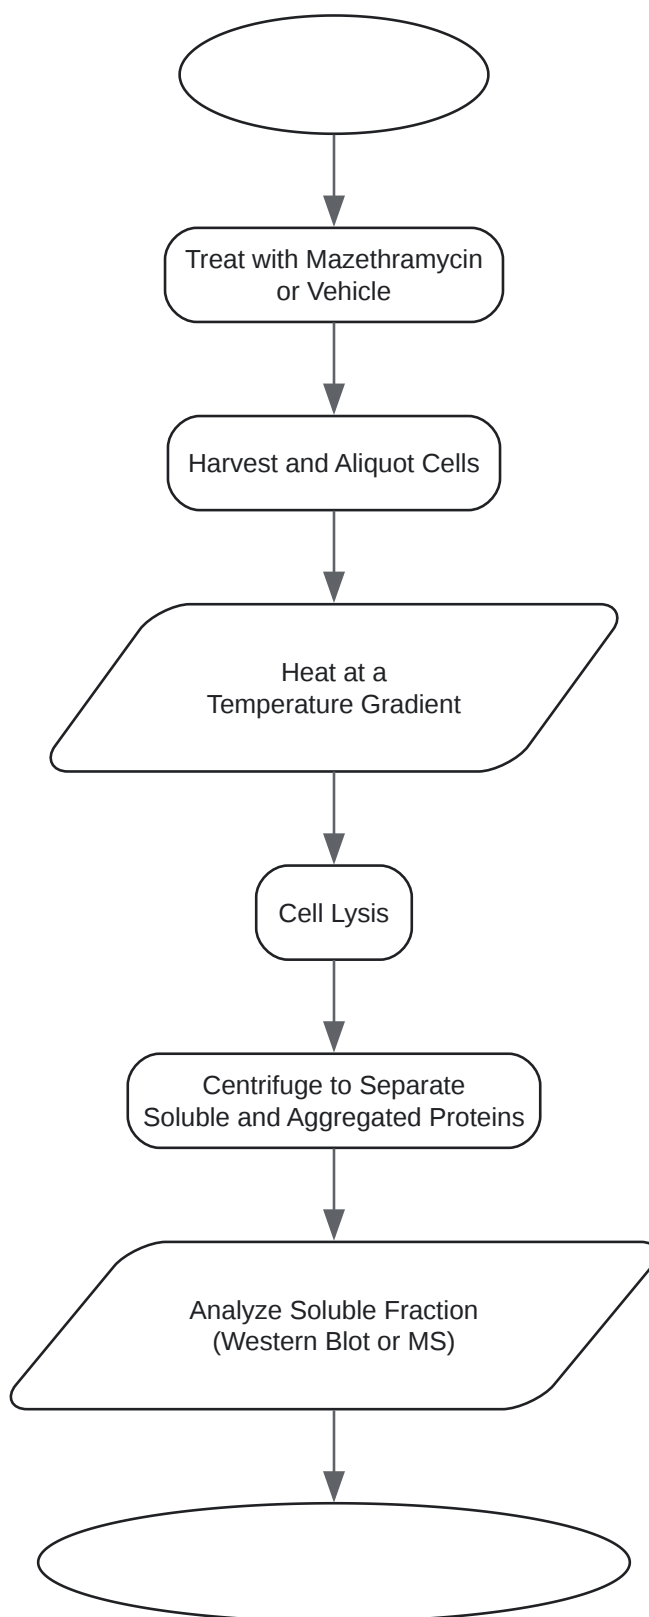 Treat with Mazethramycin
or Vehicle
Harvest and Aliquot Cells
Heat at a
Temperature Gradient
Cell Lysis
Centrifuge to Separate
Soluble and Aggregated Proteins
Analyze Soluble Fraction
(Western Blot or MS)